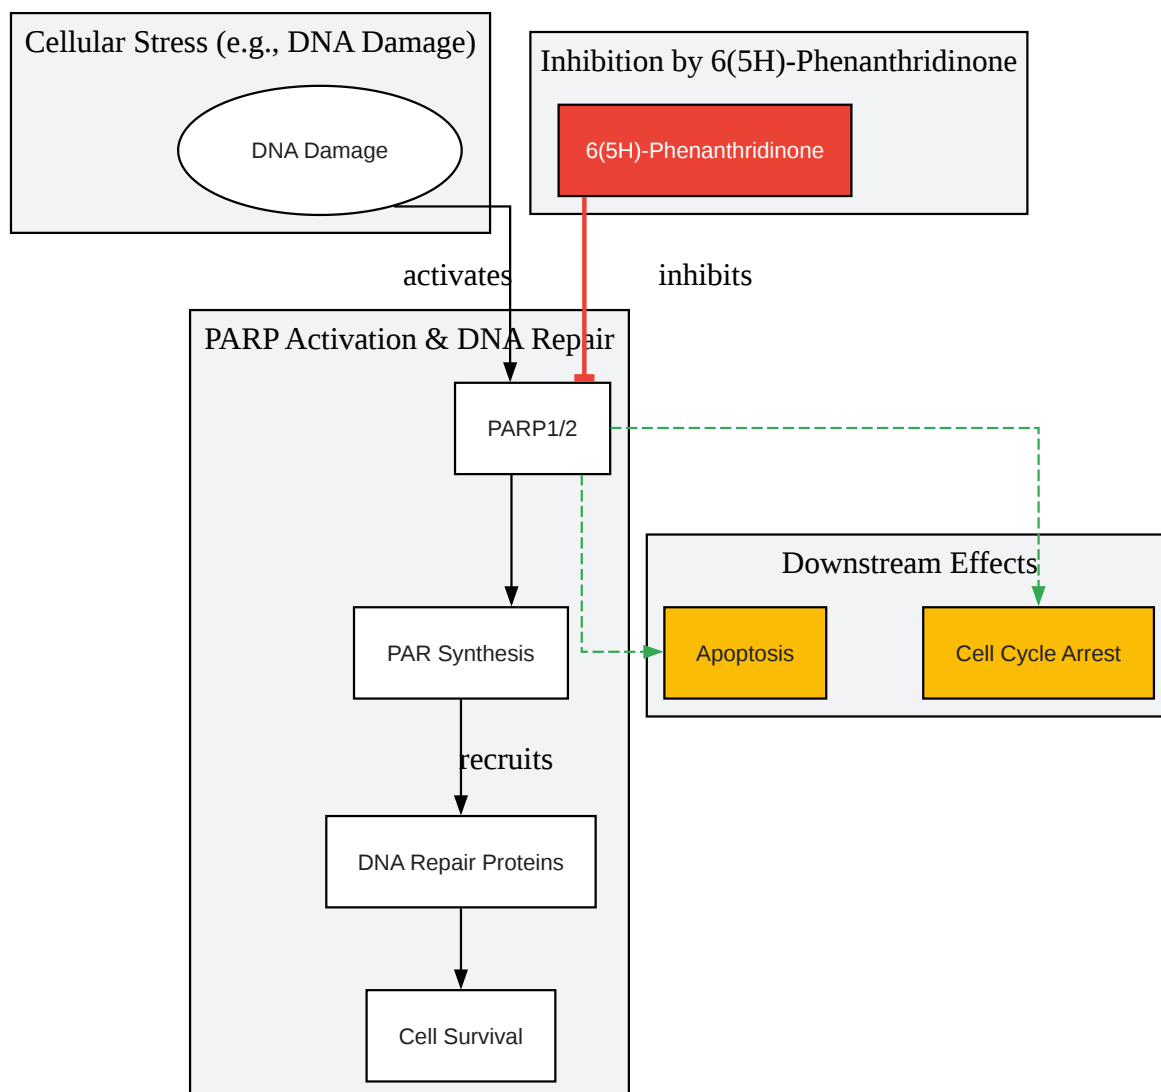 Cellular Stress (e.g., DNA Damage)
Inhibition by 6(5H)-Phenanthridinone
DNA Damage
6(5H)-Phenanthridinone
activates
inhibits
PARP Activation & DNA Repair
PARP1/2
Downstream Effects
PAR Synthesis
Apoptosis
Cell Cycle Arrest
recruits
DNA Repair Proteins
Cell Survival